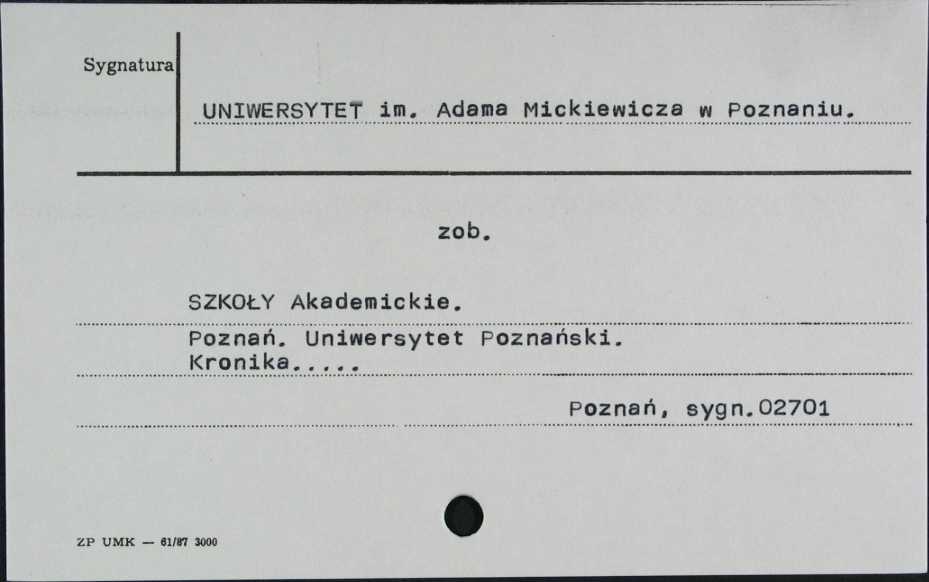 Sygnatura
UNIWERSYTET im. Adama Mickiewicza w Poznaniu.
zob.
SZKOŁY Akademickie.
Poznań. Uniwersytet Poznański.
Kronika.....
Poznań, sygn.02701
ZP UMK — 61/87 3000